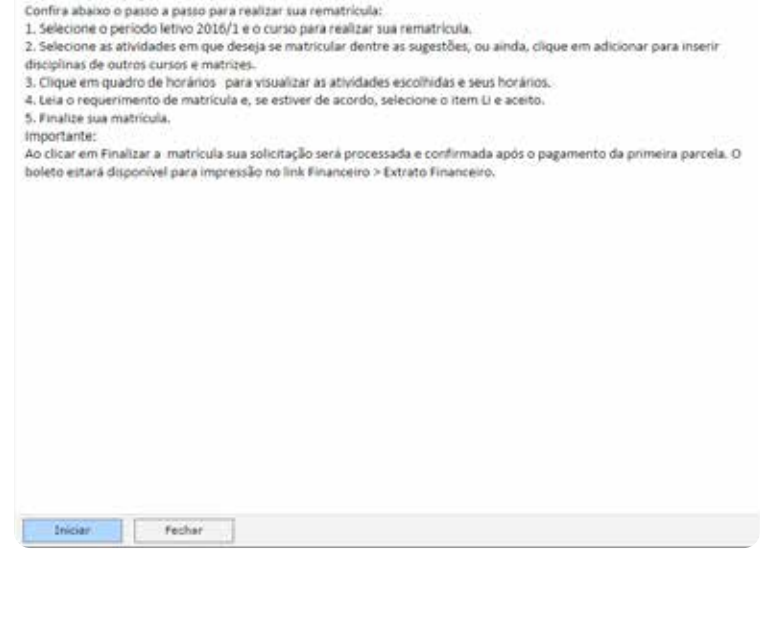 Confira abaixo o passo a passo para realizar sua rematrícula:
1. Selecione o período letivo 2016/1 e o curso para realizar sua rematrícula.
2. Selecione as atividades em que deseja se matricular dentre as sugestões, ou ainda, clique em adicionar para inserir
disciplinas de outros cursos e matrizes.
3. Clique em quadro de horários para visualizar as atividades escolhidas e seus horários.
4. Leia o requerimento de matrícula e, se estiver de acordo, selecione o item Li e aceito.
5. Finalize sua matrícula.
Importante:
Ao clicar em Finalizar a matrícula sua solicitação será processada e confirmada após o pagamento da primeira parcela. O
boleto estará disponível para impressão no link Financeiro > Extrato Financeiro.
Iniciar Fechar